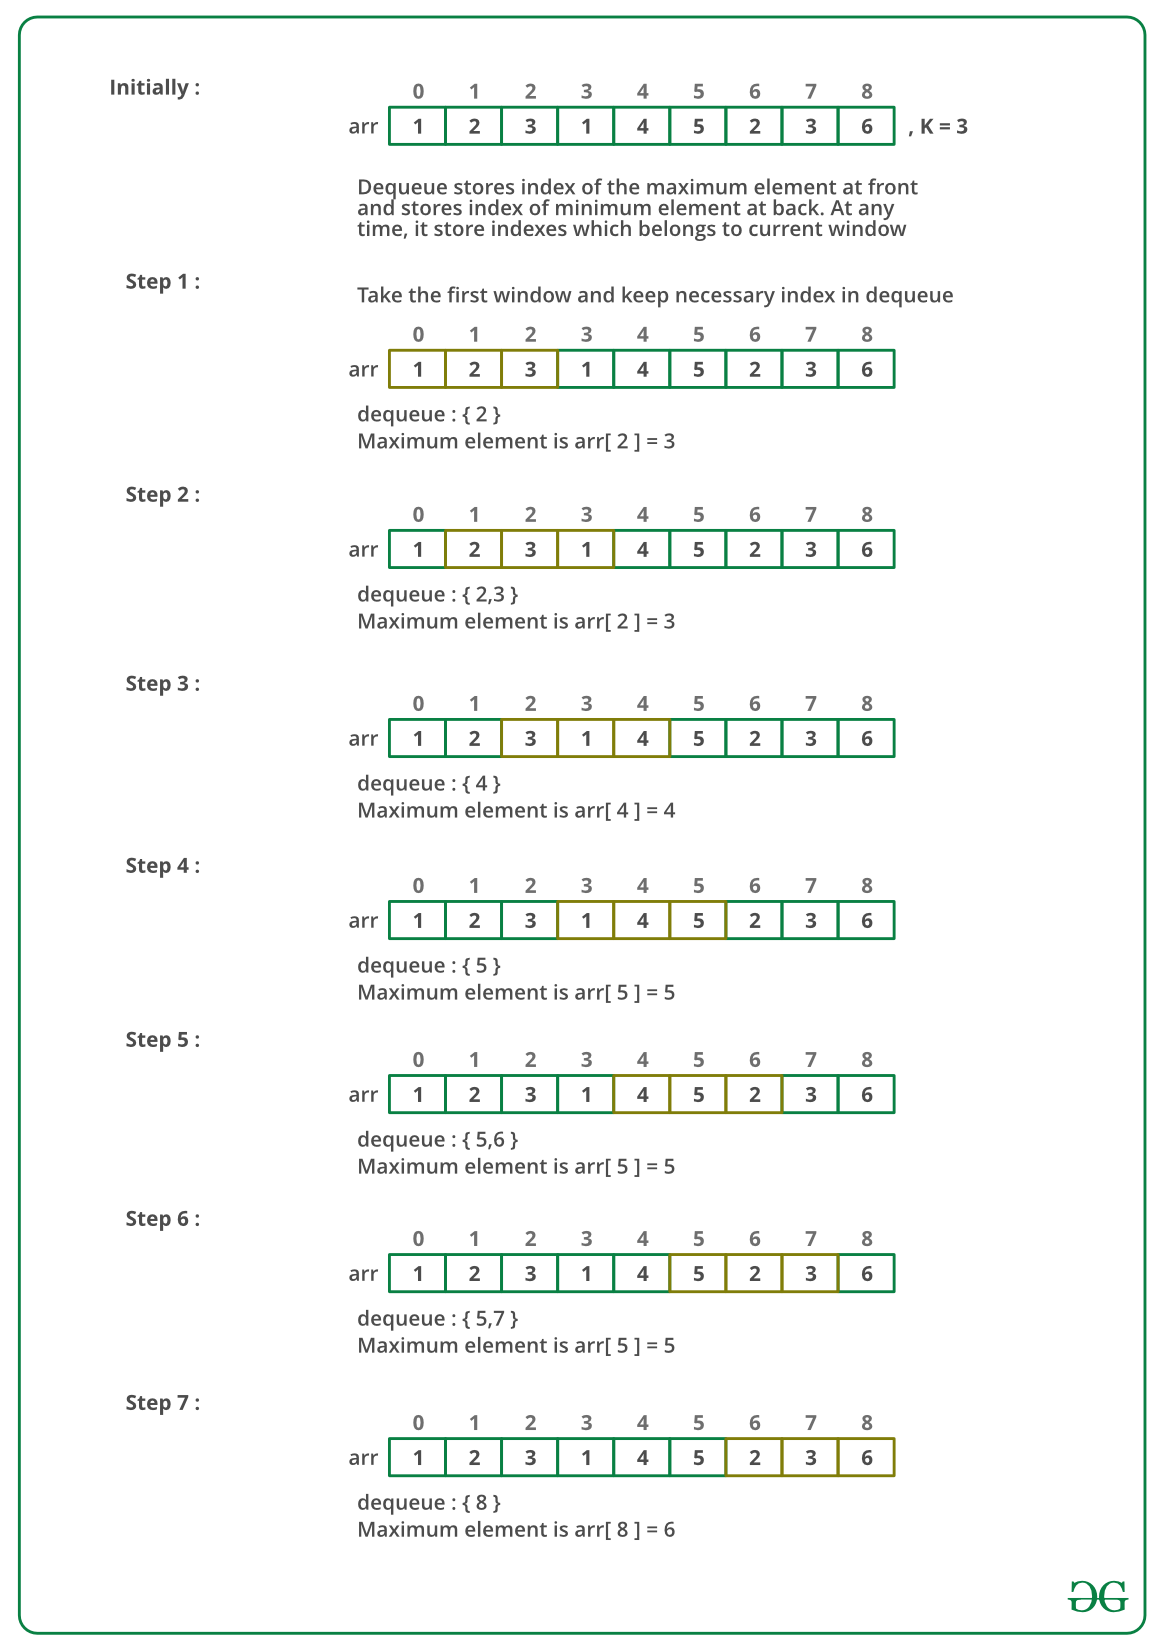 Initially :
0 1 2 3 4 5 6 7 8
arr 1 2 3 1 4 5 2 3 6 , K = 3
Dequeue stores index of the maximum element at front
and stores index of minimum element at back. At any
time, it store indexes which belongs to current window
Step 1 :
Take the first window and keep necessary index in dequeue
0 1 2 3 4 5 6 7 8
arr 1 2 3 1 4 5 2 3 6
dequeue : { 2 }
Maximum element is arr[ 2 ] = 3
Step 2 :
0 1 2 3 4 5 6 7 8
arr 1 2 3 1 4 5 2 3 6
dequeue : { 2,3 }
Maximum element is arr[ 2 ] = 3
Step 3 :
0 1 2 3 4 5 6 7 8
arr 1 2 3 1 4 5 2 3 6
dequeue : { 4 }
Maximum element is arr[ 4 ] = 4
Step 4 :
0 1 2 3 4 5 6 7 8
arr 1 2 3 1 4 5 2 3 6
dequeue : { 5 }
Maximum element is arr[ 5 ] = 5
Step 5 :
0 1 2 3 4 5 6 7 8
arr 1 2 3 1 4 5 2 3 6
dequeue : { 5,6 }
Maximum element is arr[ 5 ] = 5
Step 6 :
0 1 2 3 4 5 6 7 8
arr 1 2 3 1 4 5 2 3 6
dequeue : { 5,7 }
Maximum element is arr[ 5 ] = 5
Step 7 :
0 1 2 3 4 5 6 7 8
arr 1 2 3 1 4 5 2 3 6
dequeue : { 8 }
Maximum element is arr[ 8 ] = 6